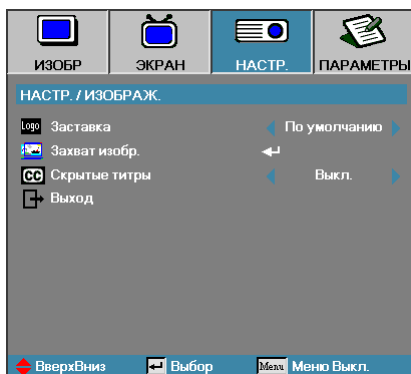 ИЗОБР ЭКРАН НАСТР. ПАРАМЕТРЫ
НАСТР. / ИЗОБРАЖ.
Logo Заставка По умолчанию
Захват изобр.
CC Скрытые титры Выкл.
Выход
ВверхВниз Выбор Menu Меню Выкл.